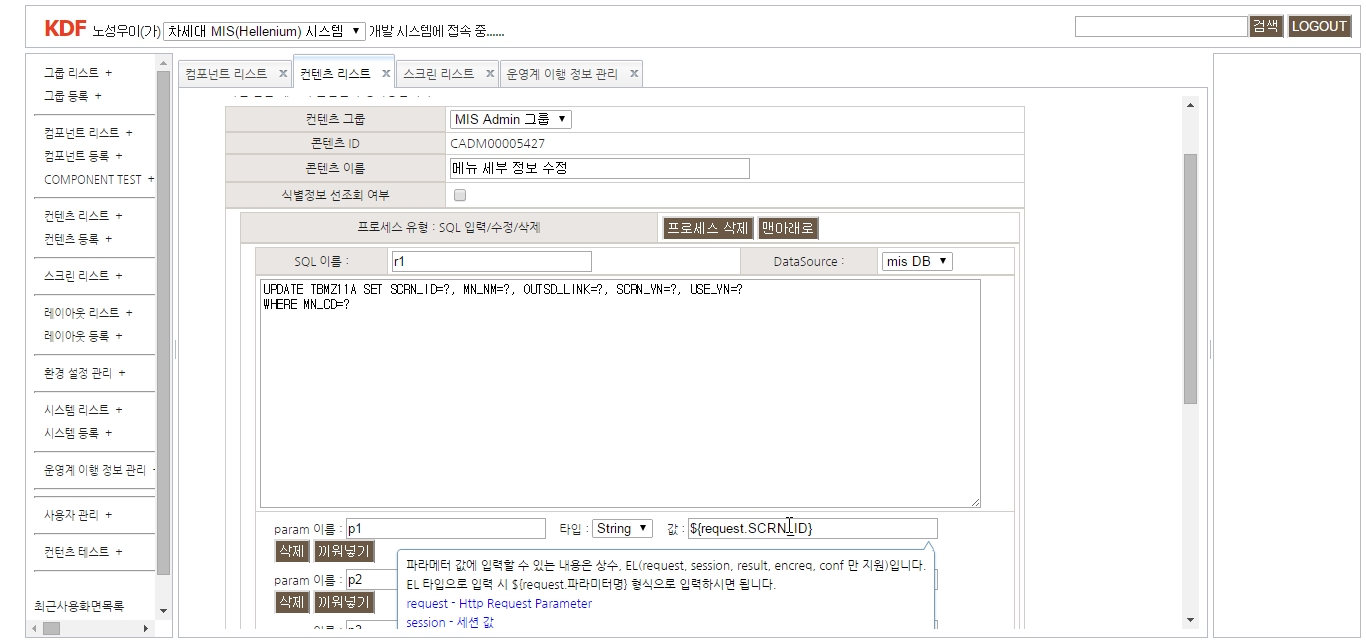 KDF 노성우이(가) 차세대 MIS(Hellenium) 시스템 ▼ 개발 시스템에 접속 중...... 검색 LOGOUT
그룹 리스트 +
그룹 등록 +
컴포넌트 리스트 +
컴포넌트 등록 +
COMPONENT TEST +
컨텐츠 리스트 +
컨텐츠 등록 +
스크린 리스트 +
레이아웃 리스트 +
레이아웃 등록 +
환경 설정 관리 +
시스템 리스트 +
시스템 등록 +
운영계 이행 정보 관리
사용자 관리 +
컨텐츠 테스트 +
최근사용화면목록
컴포넌트 리스트 x 컨텐츠 리스트 x 스크린 리스트 x 운영계 이행 정보 관리 x
컨텐츠 그룹 MIS Admin 그룹 ▼
콘텐츠 ID CADM00005427
콘텐츠 이름 메뉴 세부 정보 수정
식별정보 선조회 여부
프로세스 유형 : SQL 입력/수정/삭제 프로세스 삭제 맨아래로
SQL 이름 : r1 DataSource : mis DB ▼
UPDATE TBMZ11A SET SCRN_ID=?, MN_NM=?, OUTSD_LINK=?, SCRN_YN=?, USE_YN=?
WHERE MN_CD=?
param 이름 : p1 타입 : String ▼ 값 : ${request.SCRN_ID}
삭제 끼워넣기
param 이름 : p2
삭제 끼워넣기
파라메터 값에 입력할 수 있는 내용은 상수, EL(request, session, result, encreq, conf 만 지원)입니다.
EL 타입으로 입력 시 ${request.파라미터명} 형식으로 입력하시면 됩니다.
request - Http Request Parameter
session - 세션 값